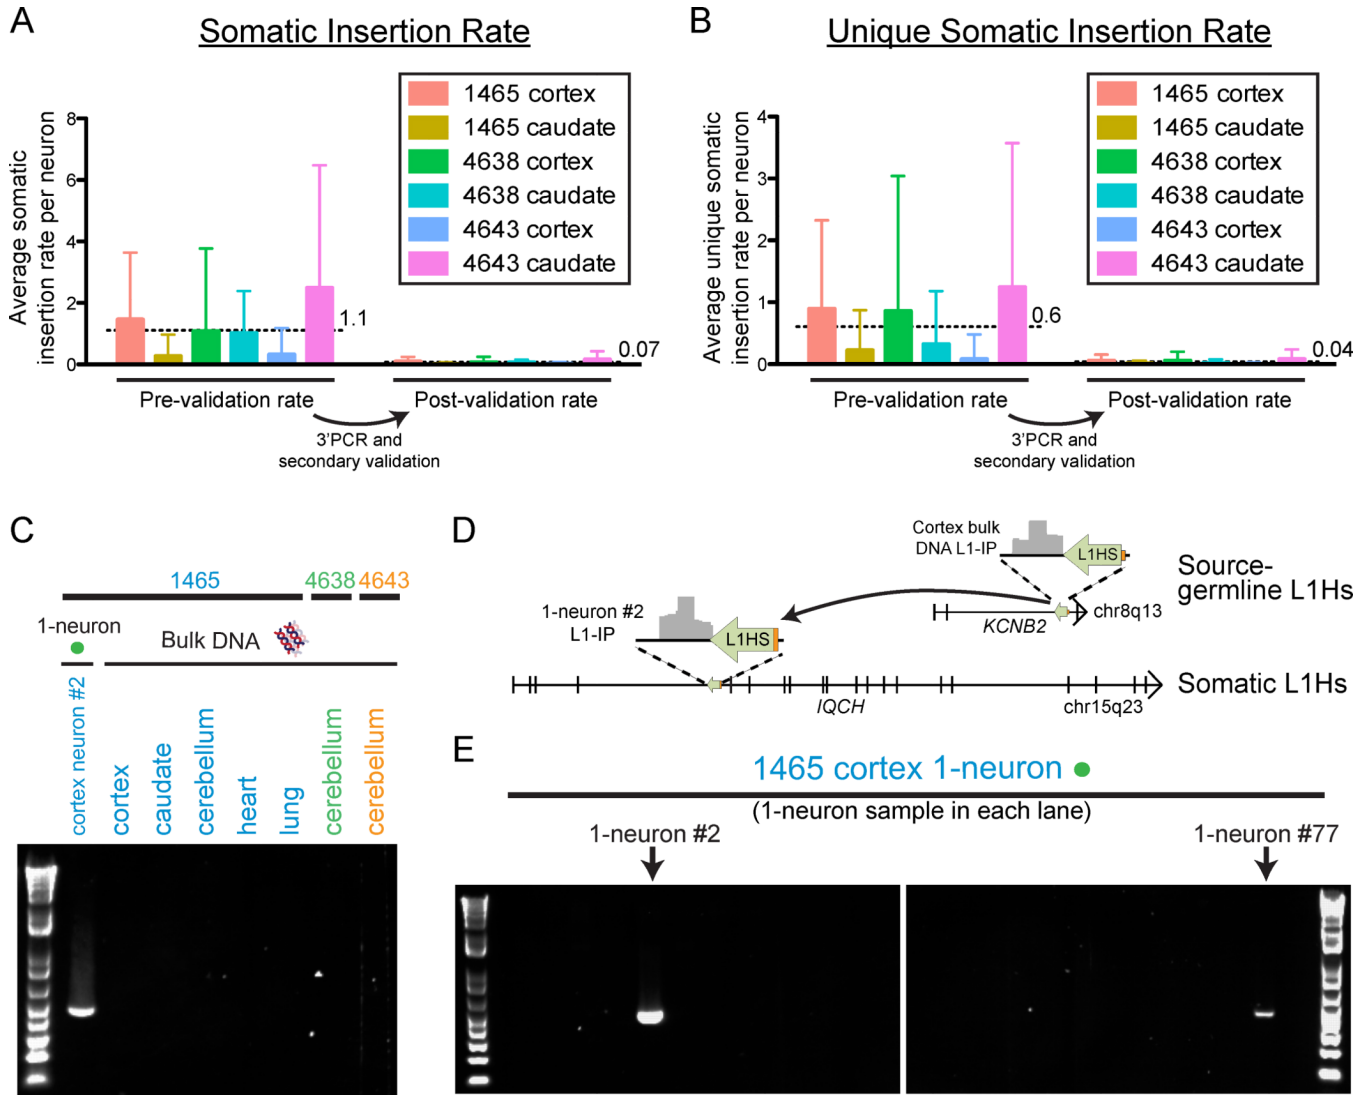 A
Somatic Insertion Rate
Average somatic
insertion rate per neuron
8
6
4
2
0
1465 cortex
1465 caudate
4638 cortex
4638 caudate
4643 cortex
4643 caudate
1.1
0.07
Pre-validation rate
Post-validation rate
3'PCR and
secondary validation
B
Unique Somatic Insertion Rate
Average unique somatic
insertion rate per neuron
4
3
2
1
0
1465 cortex
1465 caudate
4638 cortex
4638 caudate
4643 cortex
4643 caudate
0.6
0.04
Pre-validation rate
Post-validation rate
3'PCR and
secondary validation
C
1465
4638
4643
1-neuron
Bulk DNA
cortex neuron #2
cortex
caudate
cerebellum
heart
lung
cerebellum
cerebellum
D
Cortex bulk
DNA L1-IP
L1HS
Source-
germline L1Hs
KCNB2
chr8q13
1-neuron #2
L1-IP
L1HS
IQCH
chr15q23
Somatic L1Hs
E
1465 cortex 1-neuron
(1-neuron sample in each lane)
1-neuron #2
1-neuron #77